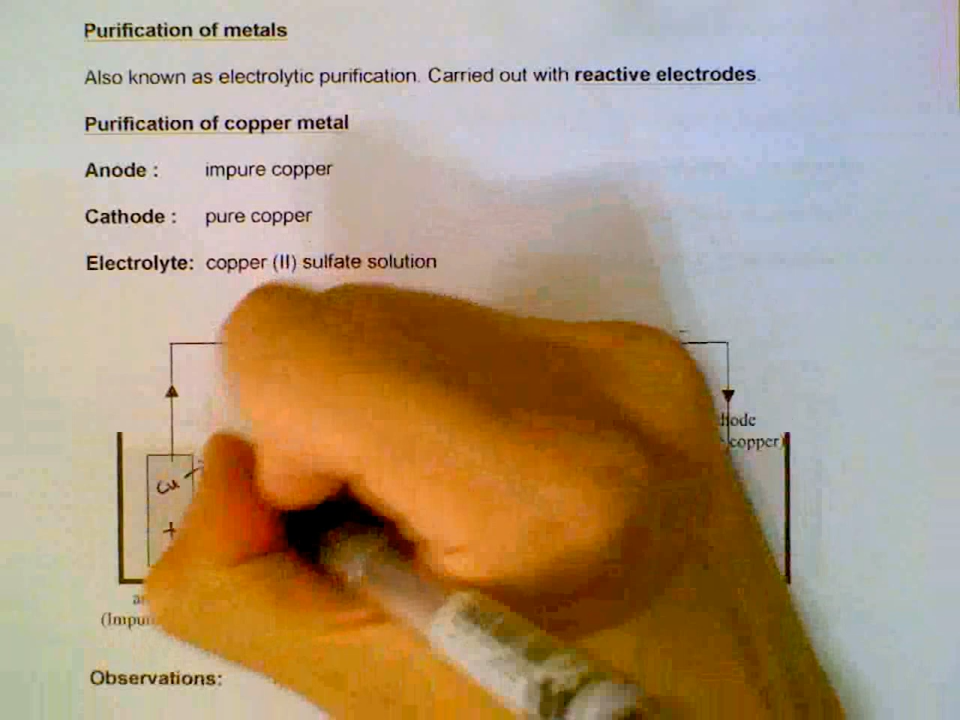 Purification of metals
Also known as electrolytic purification. Carried out with reactive electrodes.
Purification of copper metal
Anode : impure copper
Cathode : pure copper
Electrolyte: copper (II) sulfate solution
copper)
Cu
+
Observations: